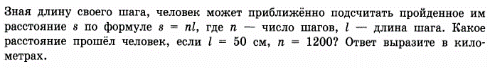 Зная длину своего шага, человек может приближённо подсчитать пройденное им
расстояние s по формуле s = nl, где n — число шагов, l — длина шага. Какое
расстояние прошёл человек, если l = 50 см, n = 1200? Ответ выразите в кило-
метрах.